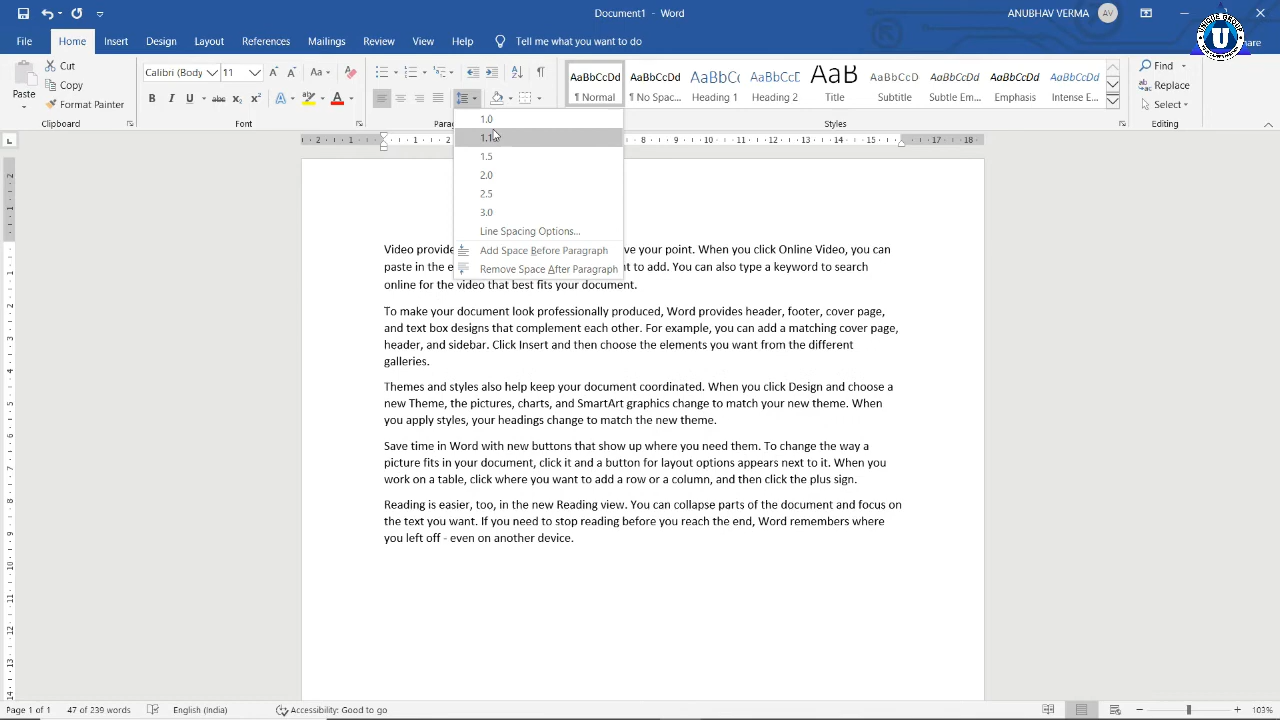 Document1 - Word
ANUBHAV VERMA AV
UNIQUE GROUP
U
File Home Insert Design Layout References Mailings Review View Help Tell me what you want to do Share
Cut
Copy
Format Painter
Paste
Calibri (Body 11
AaBbCcDd AaBbCcDd AaBbC AaBbCcC AaB AaBbCcD AaBbCcDd AaBbCcDd AaBbCcDd
¶ Normal ¶ No Spac... Heading 1 Heading 2 Title Subtitle Subtle Em... Emphasis Intense E...
Find
Replace
Select
Clipboard
Font
Styles
Editing
1.0
1.5
2.0
2.5
3.0
Line Spacing Options...
Add Space Before Paragraph
Remove Space After Paragraph
ve your point. When you click Online Video, you can
paste in the t to add. You can also type a keyword to search
online for the video that best fits your document.
To make your document look professionally produced, Word provides header, footer, cover page,
and text box designs that complement each other. For example, you can add a matching cover page,
header, and sidebar. Click Insert and then choose the elements you want from the different
galleries.
Themes and styles also help keep your document coordinated. When you click Design and choose a
new Theme, the pictures, charts, and SmartArt graphics change to match your new theme. When
you apply styles, your headings change to match the new theme.
Save time in Word with new buttons that show up where you need them. To change the way a
picture fits in your document, click it and a button for layout options appears next to it. When you
work on a table, click where you want to add a row or a column, and then click the plus sign.
Reading is easier, too, in the new Reading view. You can collapse parts of the document and focus on
the text you want. If you need to stop reading before you reach the end, Word remembers where
you left off - even on another device.
Page 1 of 1 47 of 239 words English (India) Accessibility: Good to go 103%